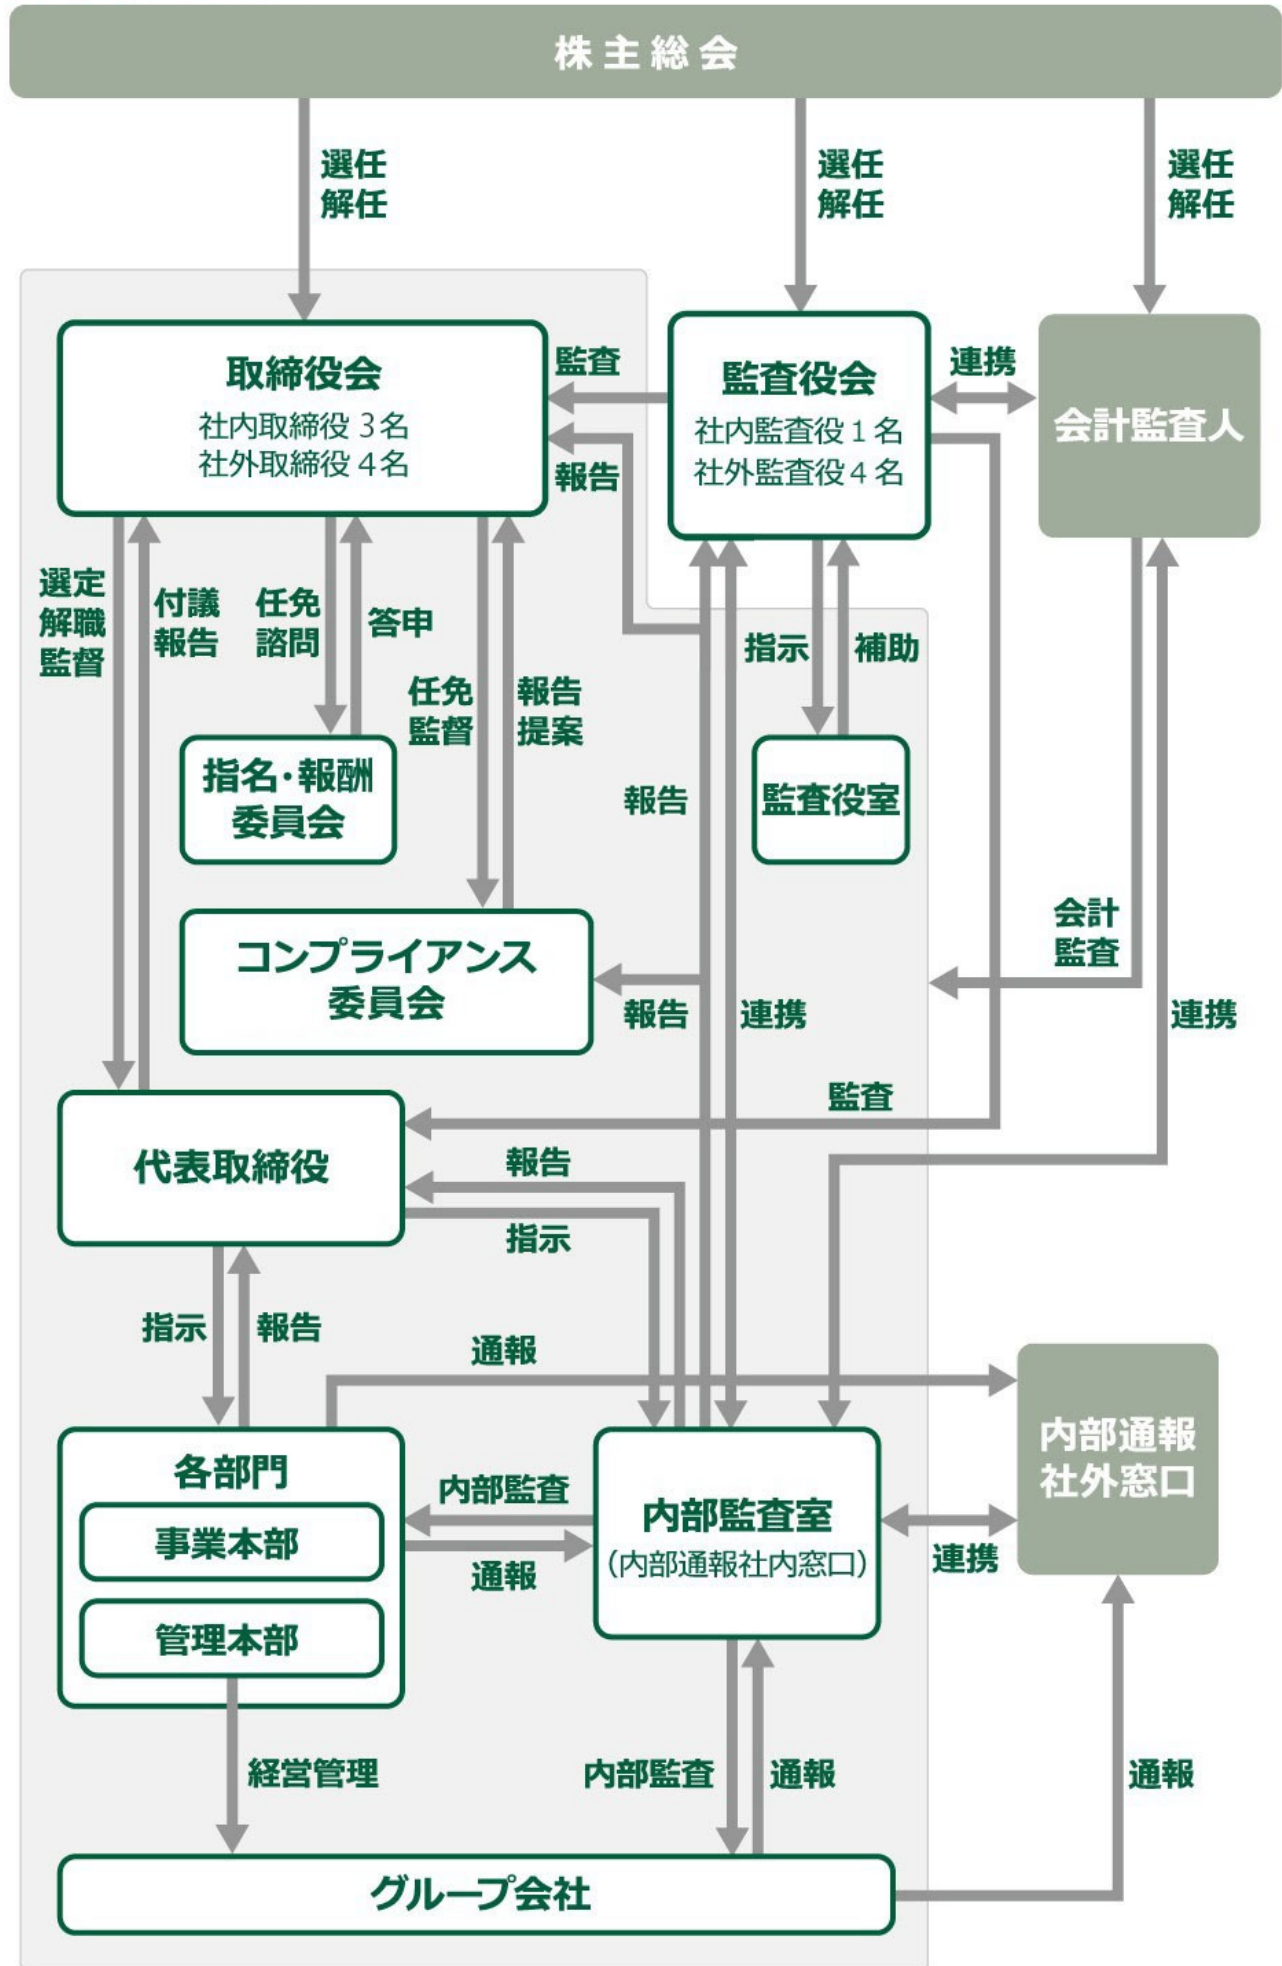 株主総会
選任
解任
選任
解任
選任
解任
取締役会
社内取締役3名
社外取締役4名
監査
報告
監査役会
社内監査役1名
社外監査役4名
連携
会計監査人
選定
解職
監督
付議
報告
任免
諮問
答申
任免
監督
報告
提案
指示
補助
指名・報酬
委員会
報告
監査役室
コンプライアンス
委員会
報告
連携
会計
監査
連携
監査
代表取締役
報告
指示
指示
報告
通報
各部門
事業本部
管理本部
内部監査
通報
内部監査室
（内部通報社内窓口）
連携
内部通報
社外窓口
経営管理
内部監査
通報
通報
グループ会社